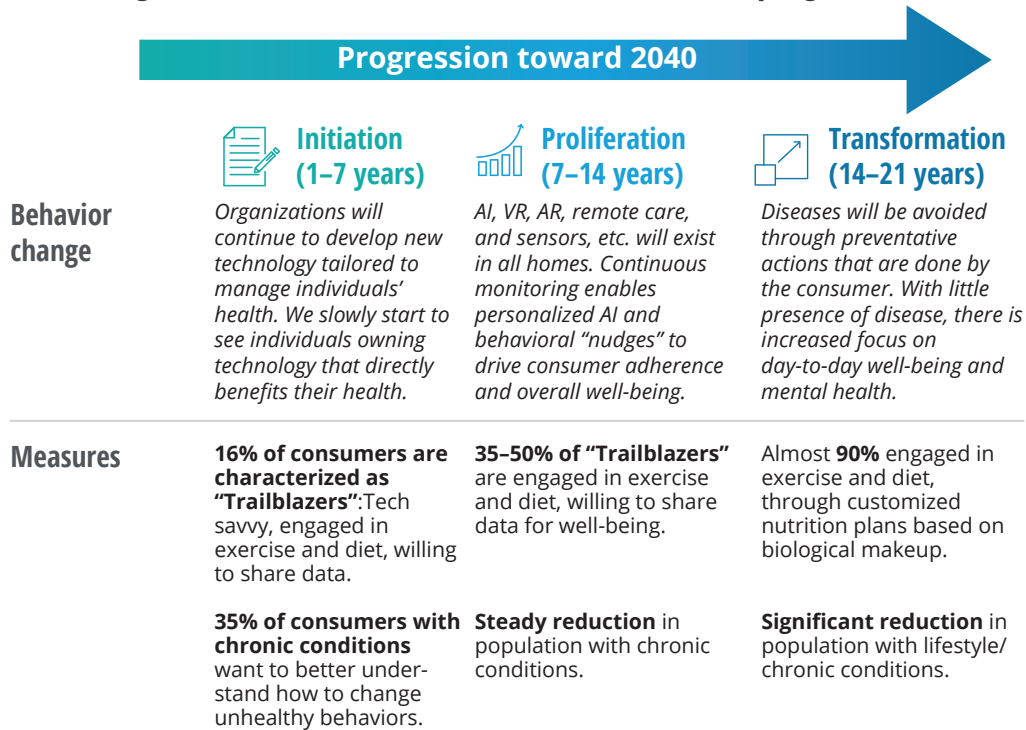 Progression toward 2040
Initiation
(1–7 years)
Proliferation
(7–14 years)
Transformation
(14–21 years)
Behavior
change
Organizations will
continue to develop new
technology tailored to
manage individuals’
health. We slowly start to
see individuals owning
technology that directly
benefits their health.
AI, VR, AR, remote care,
and sensors, etc. will exist
in all homes. Continuous
monitoring enables
personalized AI and
behavioral “nudges” to
drive consumer adherence
and overall well-being.
Diseases will be avoided
through preventative
actions that are done by
the consumer. With little
presence of disease, there is
increased focus on
day-to-day well-being and
mental health.
Measures
16% of consumers are
characterized as
“Trailblazers”:Tech
savvy, engaged in
exercise and diet, willing
to share data.
35–50% of “Trailblazers”
are engaged in exercise
and diet, willing to share
data for well-being.
Almost 90% engaged in
exercise and diet,
through customized
nutrition plans based on
biological makeup.
35% of consumers with
chronic conditions
want to better under-
stand how to change
unhealthy behaviors.
Steady reduction in
population with chronic
conditions.
Significant reduction in
population with lifestyle/
chronic conditions.